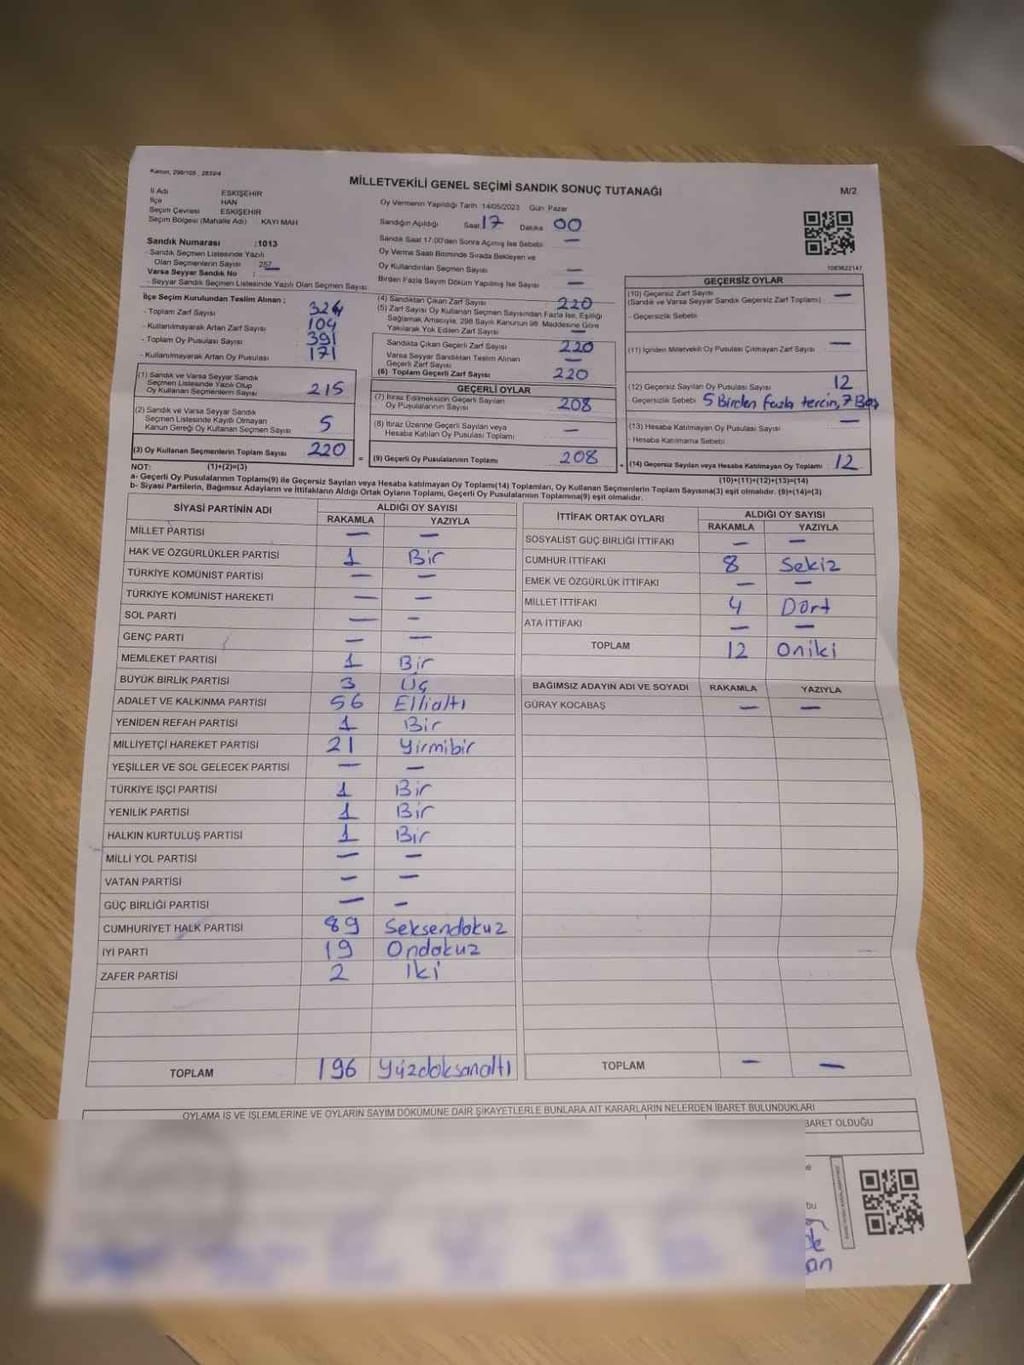 Kanun, 298/105 _ 2839/4
MİLLETVEKİLİ GENEL SEÇİMİ SANDIK SONUÇ TUTANAĞI
M/2
İl Adı ESKİŞEHİR
İlçe HAN
Seçim Çevresi ESKİŞEHİR
Seçim Bölgesi (Mahalle Adı) KAYI MAH
Oy Vermenin Yapıldığı Tarih 14/05/2023 Gün Pazar
Sandığın Açıldığı Saat 17 Dakika 00
Sandık Saat 17:00'den Sonra Açılmış İse Sebebi —
Oy Verme Saati Bitiminde Sırada Bekleyen ve
Oy Kullandırılan Seçmen Sayısı —
Birden Fazla Sayım Döküm Yapılmış İse Sayısı —
1083622147
Sandık Numarası :1013
- Sandık Seçmen Listesinde Yazılı
Olan Seçmenlerin Sayısı 257
Varsa Seyyar Sandık No :
- Seyyar Sandık Seçmen Listesinde Yazılı Olan Seçmen Sayısı
İlçe Seçim Kurulundan Teslim Alınan ;
- Toplam Zarf Sayısı 324
- Kullanılmayarak Artan Zarf Sayısı 104
- Toplam Oy Pusulası Sayısı 391
- Kullanılmayarak Artan Oy Pusulası 171
(1) Sandık ve Varsa Seyyar Sandık
Seçmen Listesinde Yazılı Olup
Oy Kullanan Seçmenlerin Sayısı 215
(2) Sandık ve Varsa Seyyar Sandık
Seçmen Listesinde Kayıtlı Olmayan
Kanun Gereği Oy Kullanan Seçmen Sayısı 5
(3) Oy Kullanan Seçmenlerin Toplam Sayısı 220
(4) Sandıktan Çıkan Zarf Sayısı 220
(5) Zarf Sayısı Oy Kullanan Seçmen Sayısından Fazla İse, Eşitliği
Sağlamak Amacıyla, 298 Sayılı Kanunun 98. Maddesine Göre
Yakılarak Yok Edilen Zarf Sayısı —
Sandıkta Çıkan Geçerli Zarf Sayısı 220
Varsa Seyyar Sandıktan Teslim Alınan
Geçerli Zarf Sayısı —
(6) Toplam Geçerli Zarf Sayısı 220
GEÇERLİ OYLAR
(7) İtiraz Edilmeksizin Geçerli Sayılan
Oy Pusulalarının Sayısı 208
(8) İtiraz Üzerine Geçerli Sayılan veya
Hesaba Katılan Oy Pusulası Toplamı —
= (9) Geçerli Oy Pusulalarının Toplamı 208
GEÇERSİZ OYLAR
(10) Geçersiz Zarf Sayısı —
(Sandık ve Varsa Seyyar Sandık Geçersiz Zarf Toplamı)
- Geçersizlik Sebebi
(11) İçinden Milletvekili Oy Pusulası Çıkmayan Zarf Sayısı —
(12) Geçersiz Sayılan Oy Pusulası Sayısı 12
- Geçersizlik Sebebi 5 Birden fazla tercih, 7 Boş
(13) Hesaba Katılmayan Oy Pusulası Sayısı —
- Hesaba Katılmama Sebebi
+ (14) Geçersiz Sayılan veya Hesaba Katılmayan Oy Toplamı 12
NOT: (1)+(2)=(3) (10)+(11)+(12)+(13)=(14)
a- Geçerli Oy Pusulalarının Toplamı(9) ile Geçersiz Sayılan veya Hesaba Katılmayan Oy Pusulası(14) Toplamları, Oy Kullanan Seçmenlerin Toplam Sayısına(3) eşit olmalıdır. (9)+(14)=(3)
b- Siyasi Partilerin, Bağımsız Adayların ve İttifakların Aldığı Ortak Oyların Toplamı, Geçerli Oy Pusulalarının Toplamına(9) eşit olmalıdır.
SİYASİ PARTİNİN ADI ALDIĞI OY SAYISI
RAKAMLA YAZIYLA
MİLLET PARTİSİ — —
HAK VE ÖZGÜRLÜKLER PARTİSİ 1 Bir
TÜRKİYE KOMÜNİST PARTİSİ — —
TÜRKİYE KOMÜNİST HAREKETİ — —
SOL PARTİ — —
GENÇ PARTİ — —
MEMLEKET PARTİSİ 1 Bir
BÜYÜK BİRLİK PARTİSİ 3 Üç
ADALET VE KALKINMA PARTİSİ 56 Ellialtı
YENİDEN REFAH PARTİSİ 1 Bir
MİLLİYETÇİ HAREKET PARTİSİ 21 Yirmibir
YEŞİLLER VE SOL GELECEK PARTİSİ — —
TÜRKİYE İŞÇİ PARTİSİ 1 Bir
YENİLİK PARTİSİ 1 Bir
HALKIN KURTULUŞ PARTİSİ 1 Bir
MİLLİ YOL PARTİSİ — —
VATAN PARTİSİ — —
GÜÇ BİRLİĞİ PARTİSİ — —
CUMHURİYET HALK PARTİSİ 89 Seksendokuz
İYİ PARTİ 19 Ondokuz
ZAFER PARTİSİ 2 İki
TOPLAM 196 Yüzdoksanaltı
İTTİFAK ORTAK OYLARI ALDIĞI OY SAYISI
RAKAMLA YAZIYLA
SOSYALİST GÜÇ BİRLİĞİ İTTİFAKI — —
CUMHUR İTTİFAKI 8 Sekiz
EMEK VE ÖZGÜRLÜK İTTİFAKI — —
MİLLET İTTİFAKI 4 Dört
ATA İTTİFAKI — —
TOPLAM 12 Oniki
BAĞIMSIZ ADAYIN ADI VE SOYADI RAKAMLA YAZIYLA
GÜRAY KOCABAŞ — —
TOPLAM — —
OYLAMA İŞ VE İŞLEMLERİNE VE OYLARIN SAYIM DÖKÜMÜNE DAİR ŞİKAYETLERLE BUNLARA AİT KARARLARIN NELERDEN İBARET BULUNDUKLARI
BARET OLDUĞU